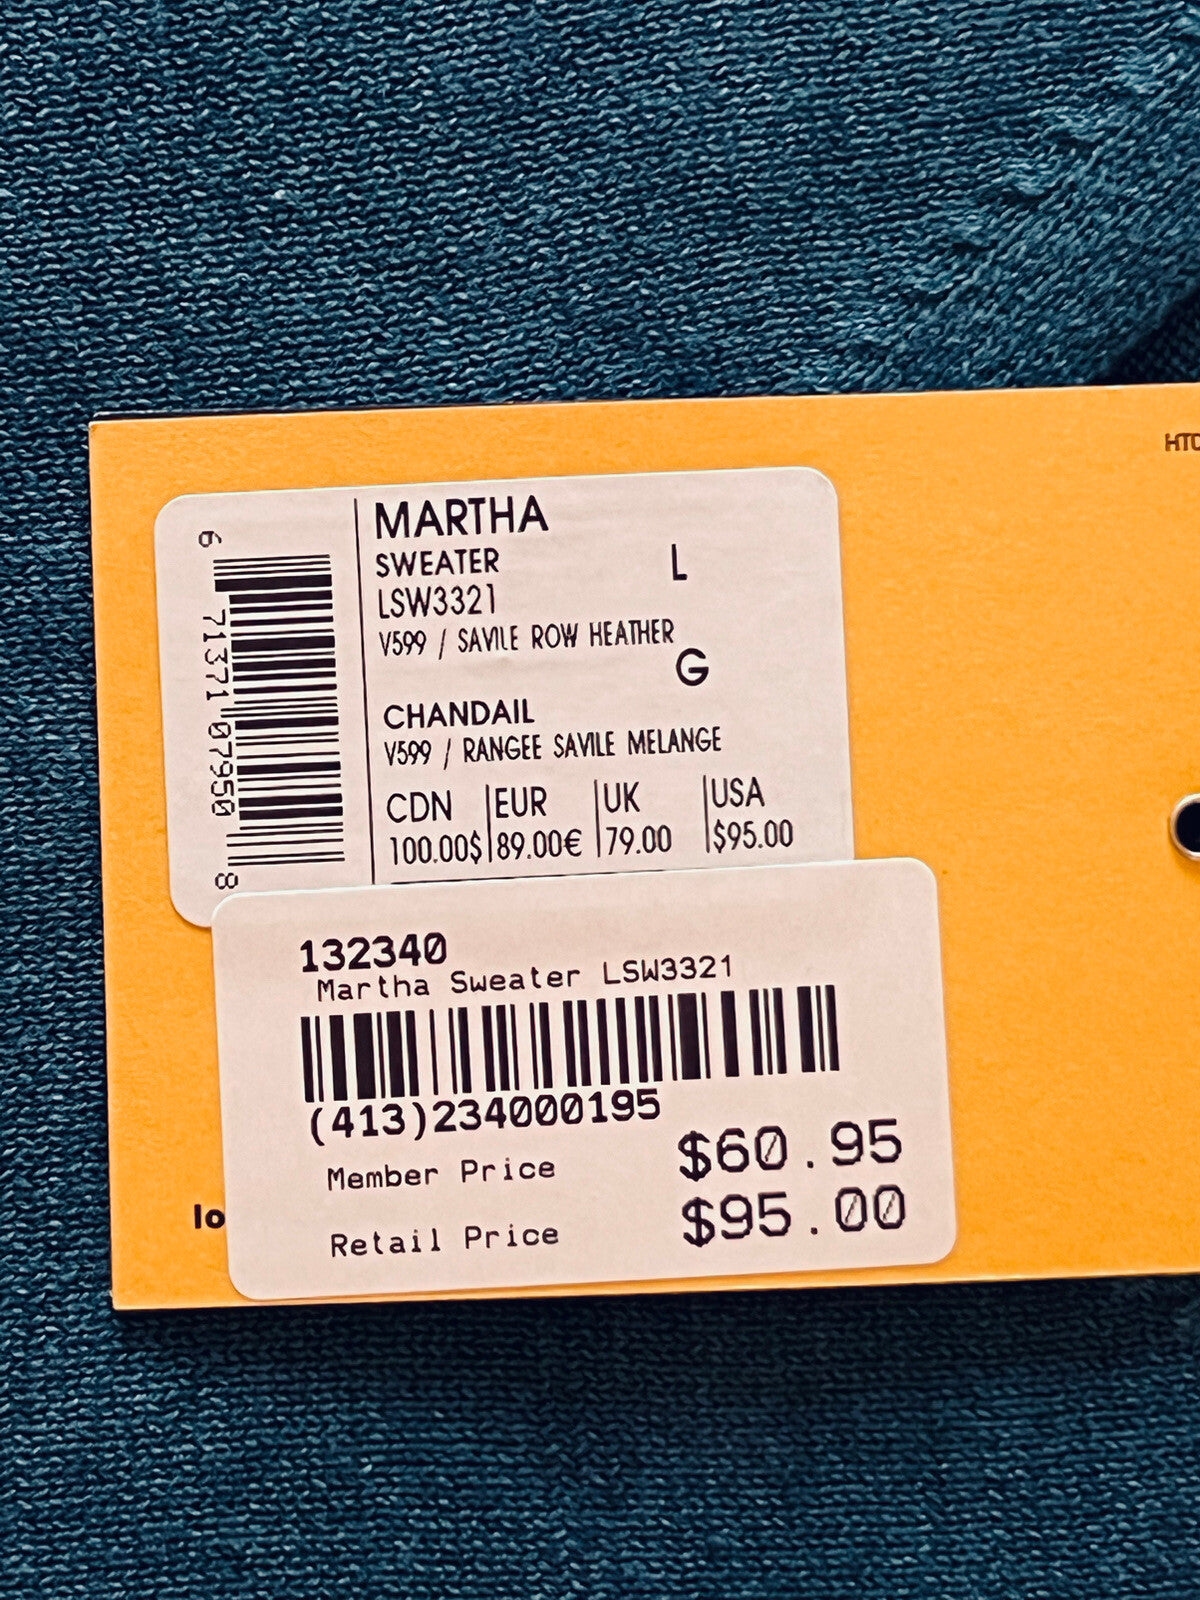 HTC
MARTHA
SWEATER L
LSW3321
V599 / SAVILE ROW HEATHER
G
CHANDAIL
V599 / RANGEE SAVILE MELANGE
CDN EUR UK USA
100.00$ 89.00€ 79.00 $95.00
6 71371 07950 8
132340
Martha Sweater LSW3321
(413)234000195
Member Price $60.95
Retail Price $95.00
lo